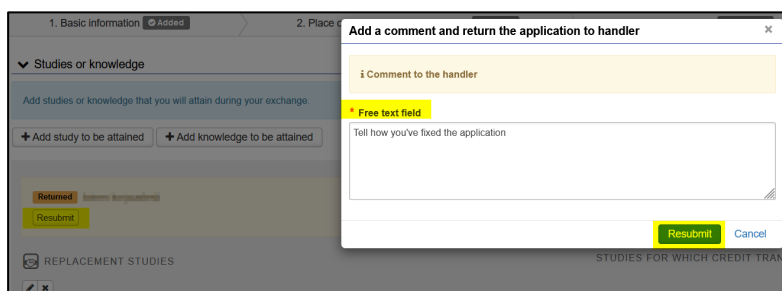 1. Basic information Added
2. Place
Add a comment and return the application to handler
×
Studies or knowledge
i Comment to the handler
Add studies or knowledge that you will attain during your exchange.
* Free text field
Tell how you've fixed the application
+ Add study to be attained
+ Add knowledge to be attained
Returned
Resubmit
Resubmit
Cancel
REPLACEMENT STUDIES
STUDIES FOR WHICH CREDIT TRAN